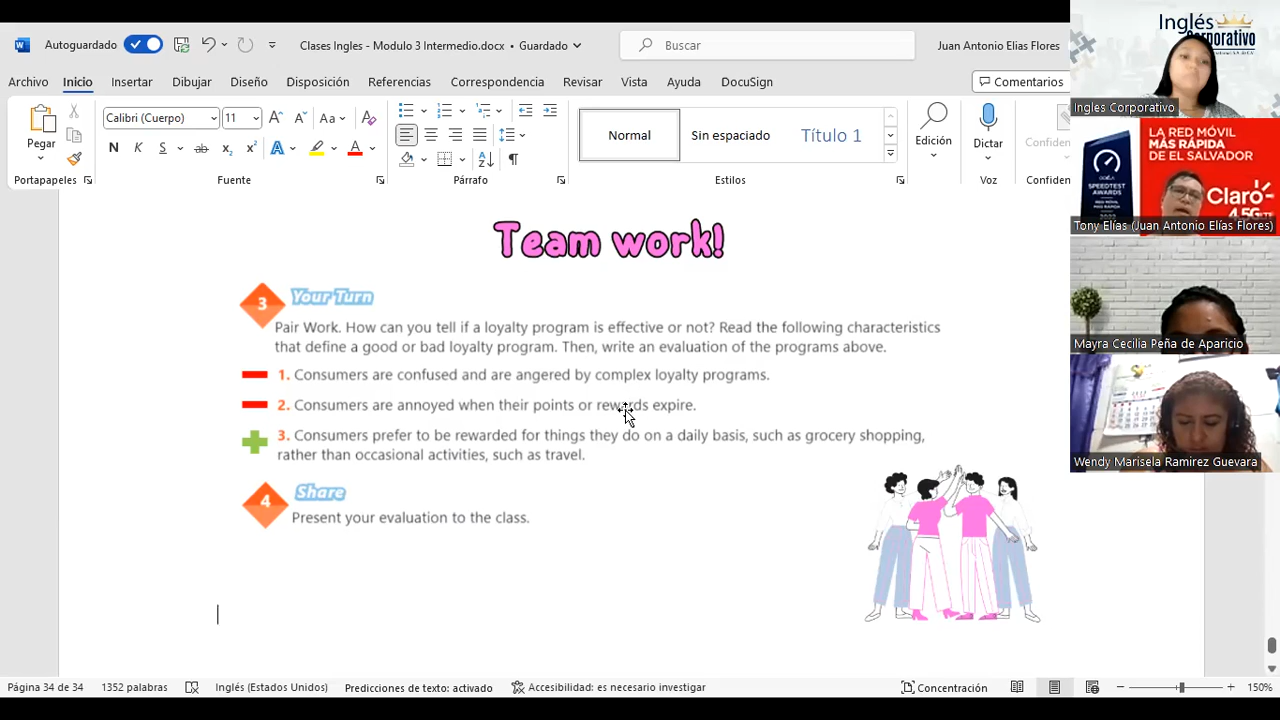 Autoguardado
Clases Ingles - Modulo 3 Intermedio.docx • Guardado
Buscar
Juan Antonio Elias Flores
Archivo Inicio Insertar Dibujar Diseño Disposición Referencias Correspondencia Revisar Vista Ayuda DocuSign
Comentarios
Pegar
Calibri (Cuerpo) 11
Normal
Sin espaciado
Título 1
Edición
Dictar
Confiden
Portapapeles Fuente Párrafo Estilos Voz Confiden
Team work!
3 Your Turn
Pair Work. How can you tell if a loyalty program is effective or not? Read the following characteristics
that define a good or bad loyalty program. Then, write an evaluation of the programs above.
1. Consumers are confused and are angered by complex loyalty programs.
2. Consumers are annoyed when their points or rewards expire.
3. Consumers prefer to be rewarded for things they do on a daily basis, such as grocery shopping,
rather than occasional activities, such as travel.
4 Share
Present your evaluation to the class.
Página 34 de 34 1352 palabras Inglés (Estados Unidos) Predicciones de texto: activado Accesibilidad: es necesario investigar Concentración 150%
Inglés
Corporativo
Ingles Corporativo
LA RED MÓVIL
MÁS RÁPIDA
DE EL SALVADOR
SPEEDTEST
AWARDS
Claro
4.5G
Tony Elías (Juan Antonio Elías Flores)
Mayra Cecilia Peña de Aparicio
Wendy Marisela Ramirez Guevara